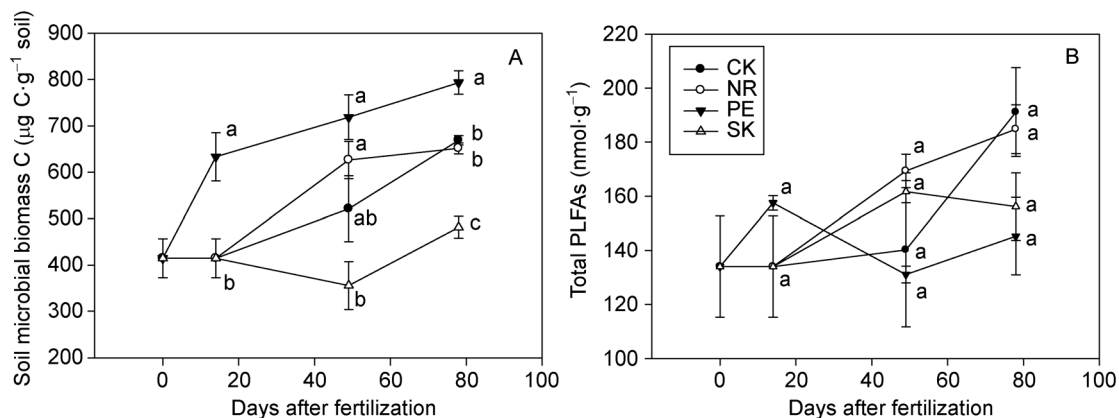 900
800
700
600
500
400
300
200
0
20
40
60
80
100
Soil microbial biomass C (µg C·g⁻¹ soil)
Days after fertilization
A
a
a
a
a
b
b
ab
b
b
c
220
200
180
160
140
120
100
0
20
40
60
80
100
Total PLFAs (nmol·g⁻¹)
Days after fertilization
B
CK
NR
PE
SK
a
a
a
a
a
a
a
a
a
a